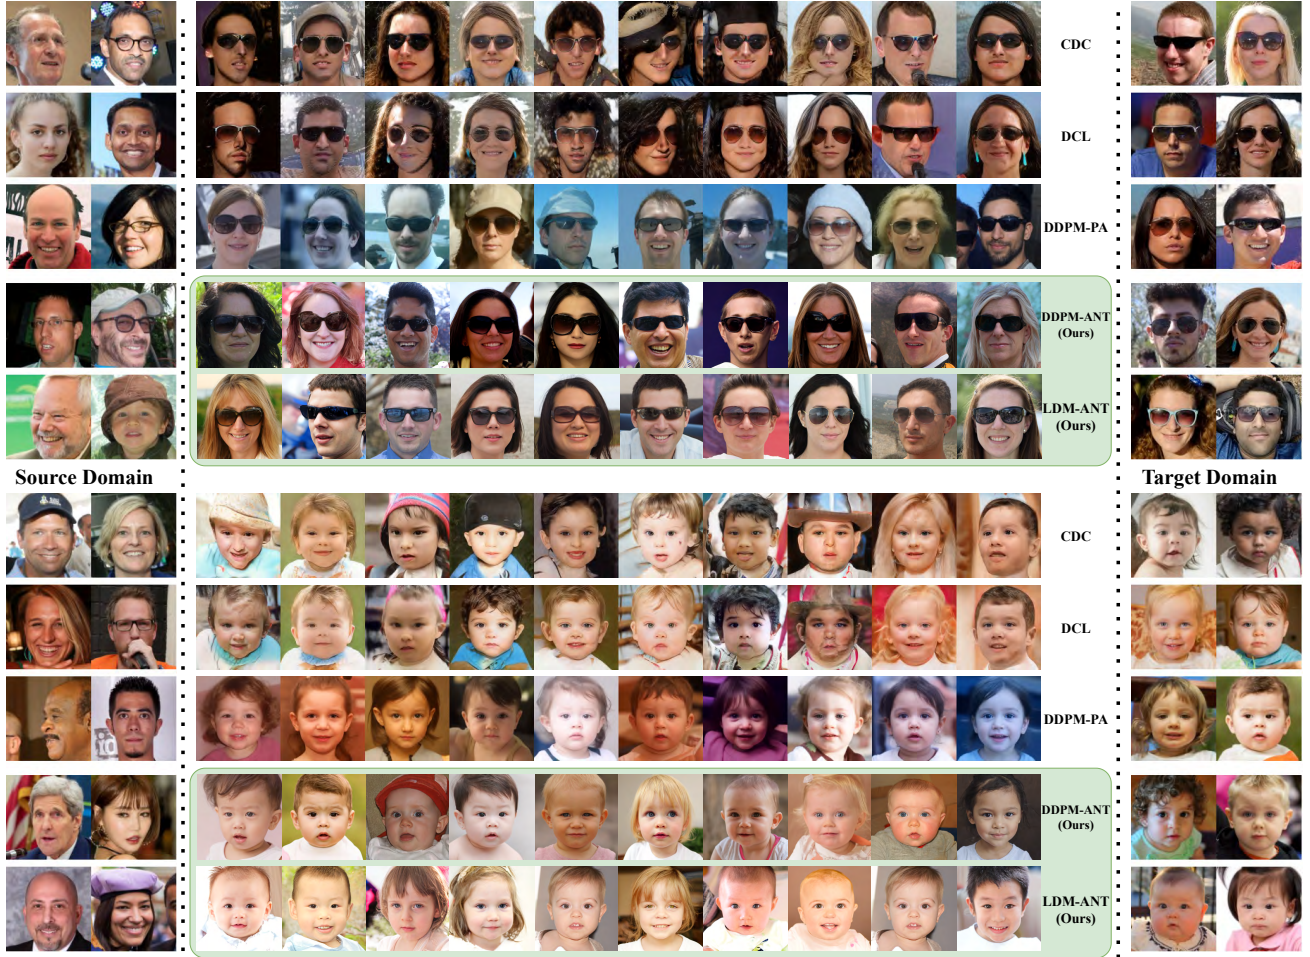 CDC
DCL
DDPM-PA
DDPM-ANT
(Ours)
LDM-ANT
(Ours)
Source Domain
Target Domain
CDC
DCL
DDPM-PA
DDPM-ANT
(Ours)
LDM-ANT
(Ours)